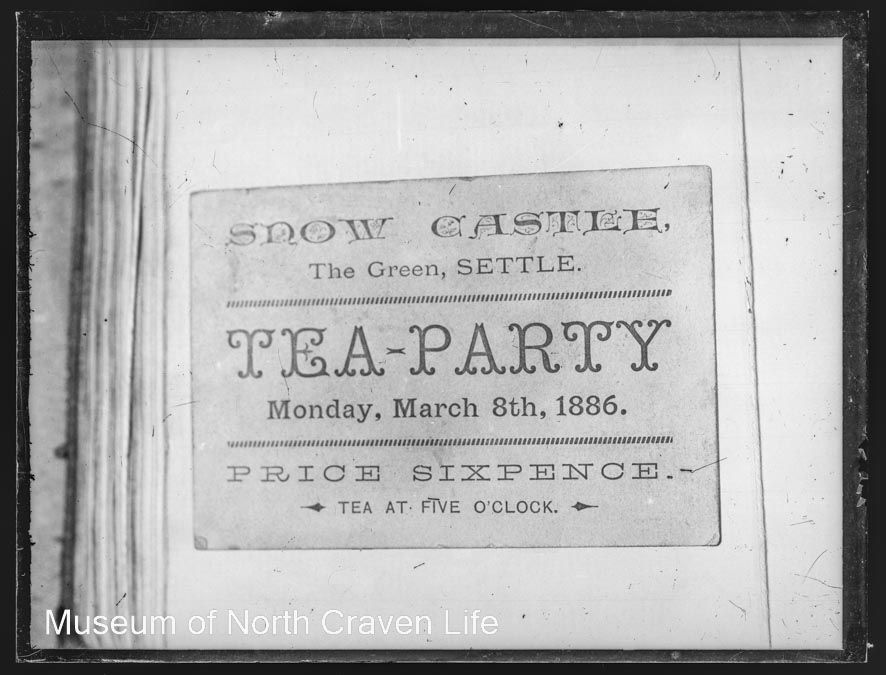 SNOW CASTLE,
The Green, SETTLE.
TEA-PARTY
Monday, March 8th, 1886.
PRICE SIXPENCE.
TEA AT FIVE O'CLOCK.
Museum of North Craven Life